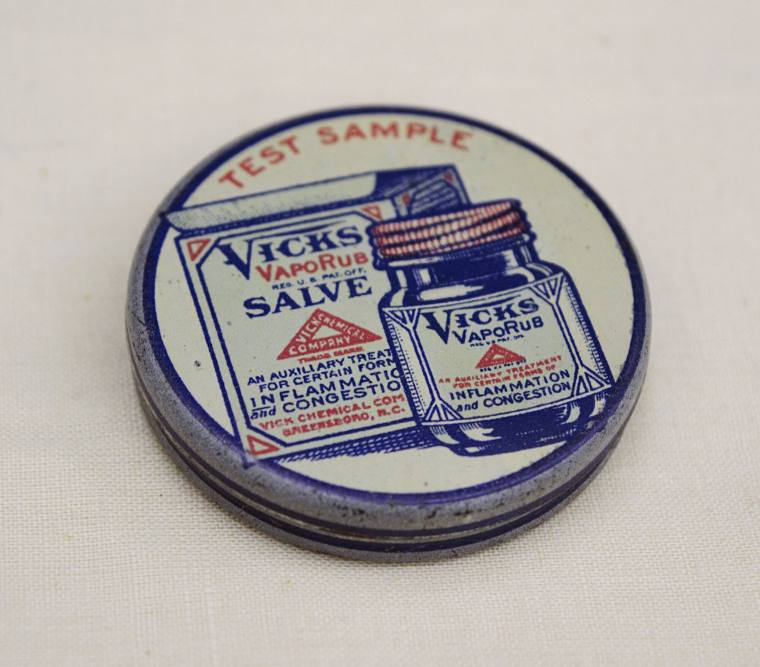 TEST SAMPLE
VICKS
VAPORUB
REG. U.S. PAT. OFF.
SALVE
VICK CHEMICAL
COMPANY
TRADE MARK
AN AUXILIARY TREAT
FOR CERTAIN FORM
INFLAMMATIO
and CONGESTIO
VICK CHEMICAL COM
GREENSBORO, N.C.
VICKS
VAPORUB
AN AUXILIARY TREATMENT
FOR CERTAIN FORMS OF
INFLAMMATION
and CONGESTION